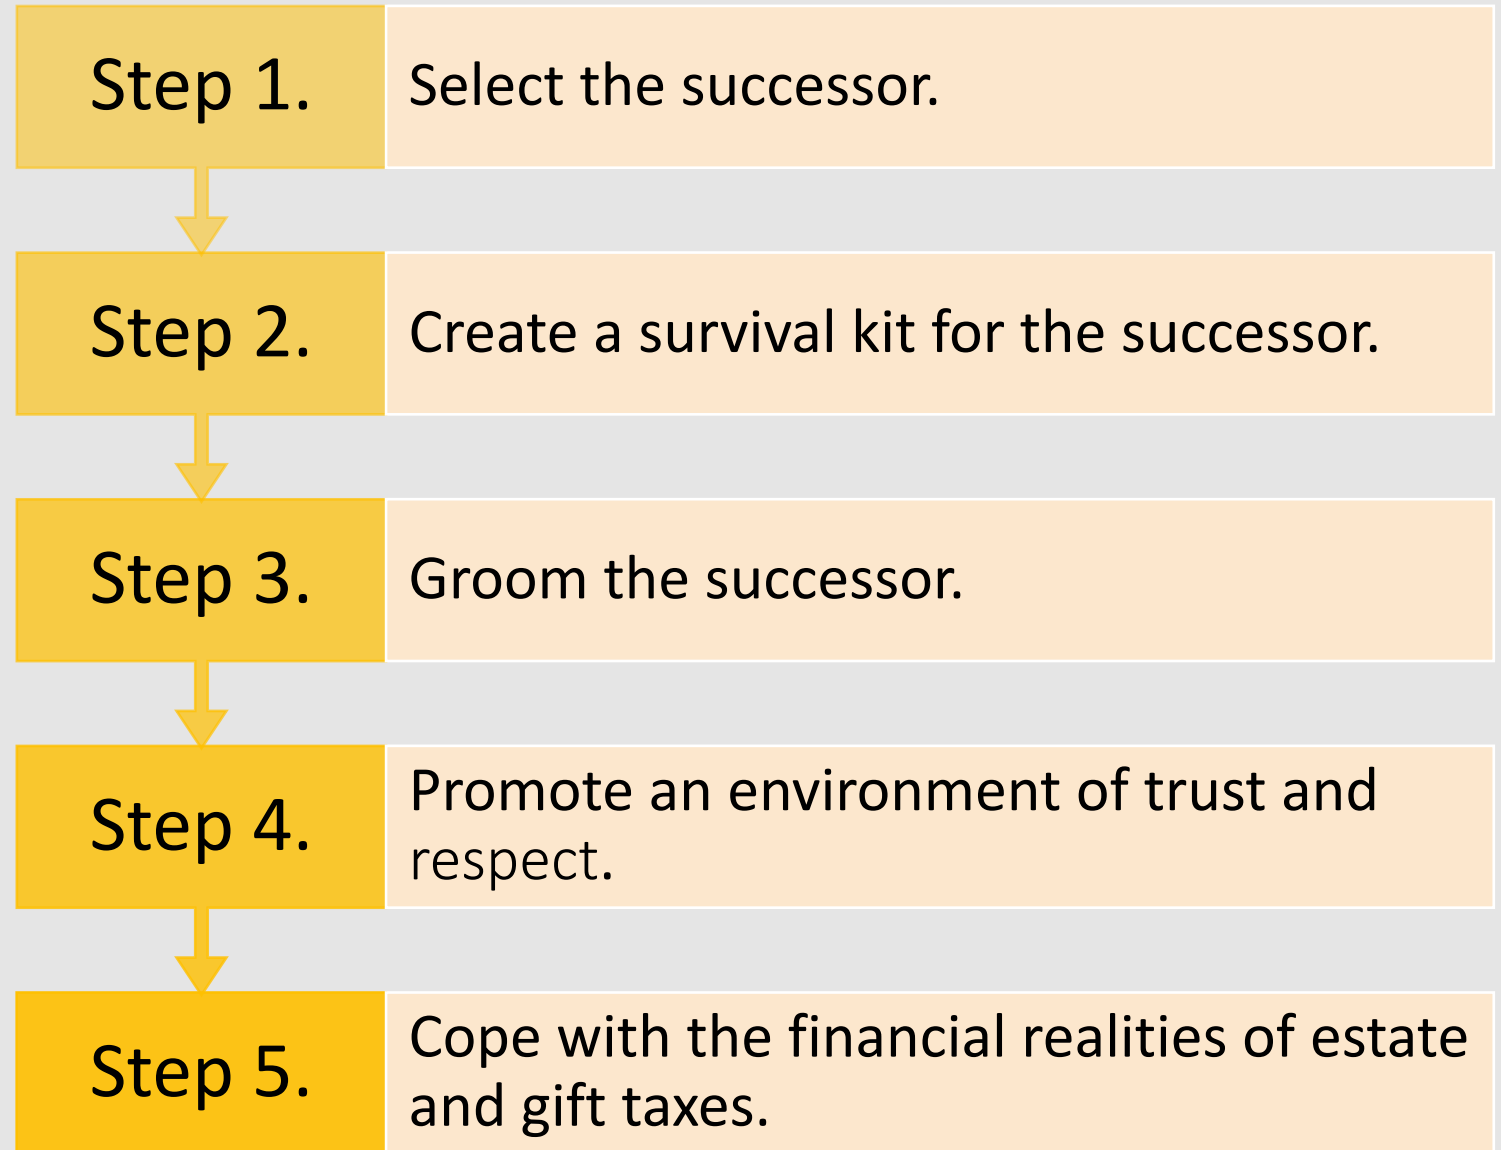 Step 1.
Select the successor.
Step 2.
Create a survival kit for the successor.
Step 3.
Groom the successor.
Step 4.
Promote an environment of trust and
respect.
Step 5.
Cope with the financial realities of estate
and gift taxes.